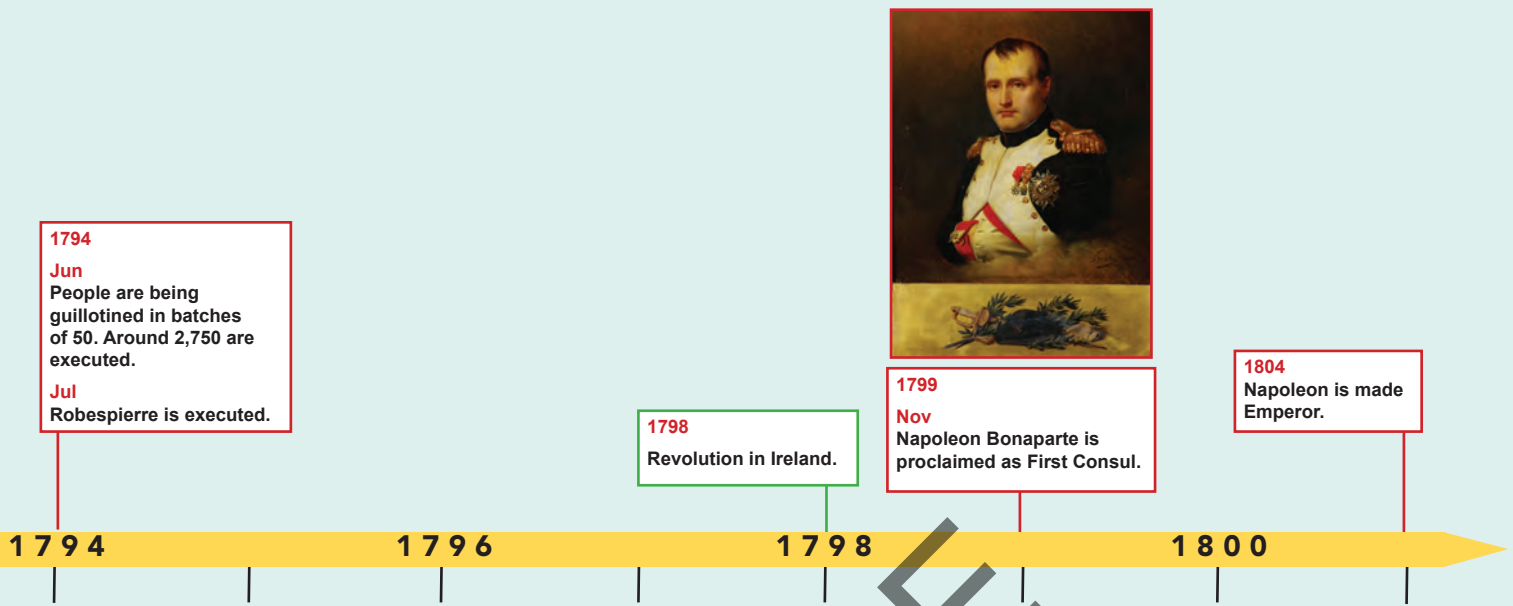 1794
Jun
People are being
guillotined in batches
of 50. Around 2,750 are
executed.
Jul
Robespierre is executed.
1798
Revolution in Ireland.
1799
Nov
Napoleon Bonaparte is
proclaimed as First Consul.
1804
Napoleon is made
Emperor.
1794 1796 1798 1800